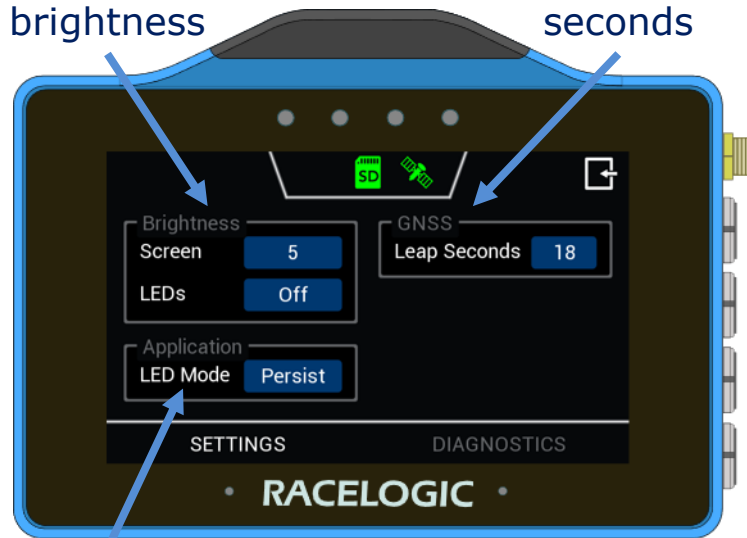 brightness seconds
SD
Brightness GNSS
Screen 5 Leap Seconds 18
LEDs Off
Application
LED Mode Persist
SETTINGS DIAGNOSTICS
RACELOGIC